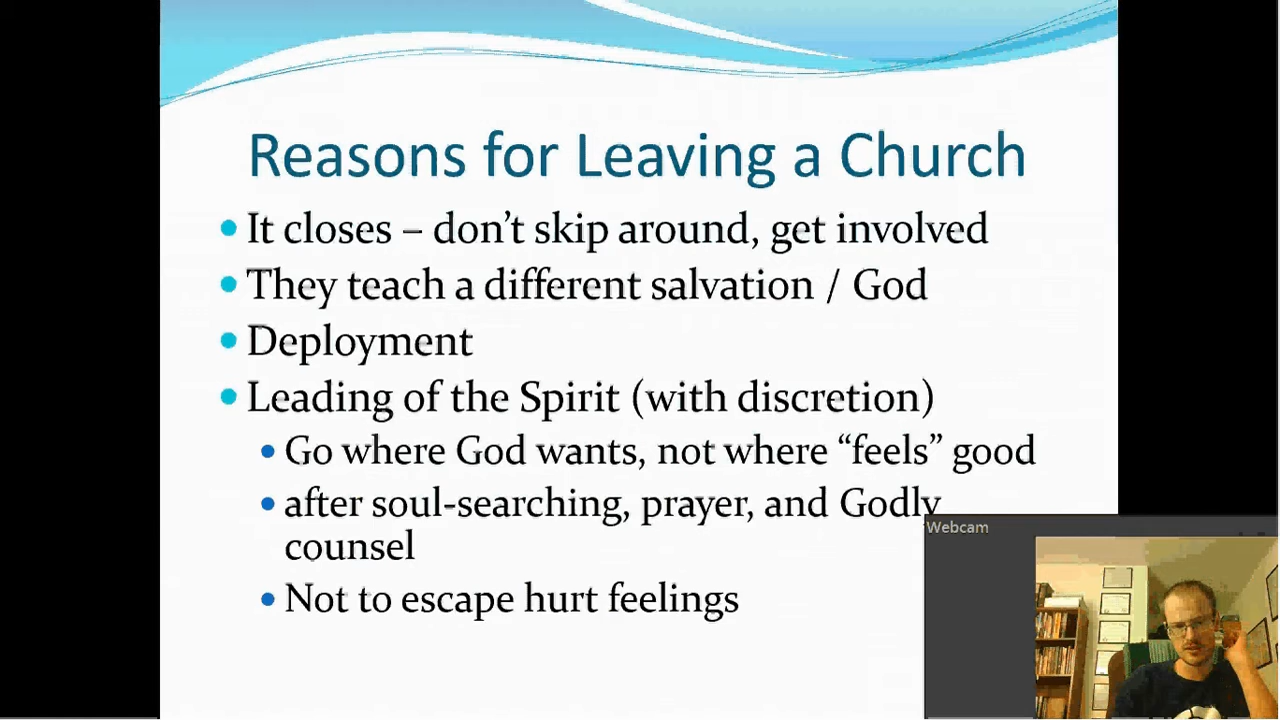 Reasons for Leaving a Church
• It closes – don’t skip around, get involved
• They teach a different salvation / God
• Deployment
• Leading of the Spirit (with discretion)
• Go where God wants, not where “feels” good
• after soul-searching, prayer, and Godly
counsel
• Not to escape hurt feelings
Webcam